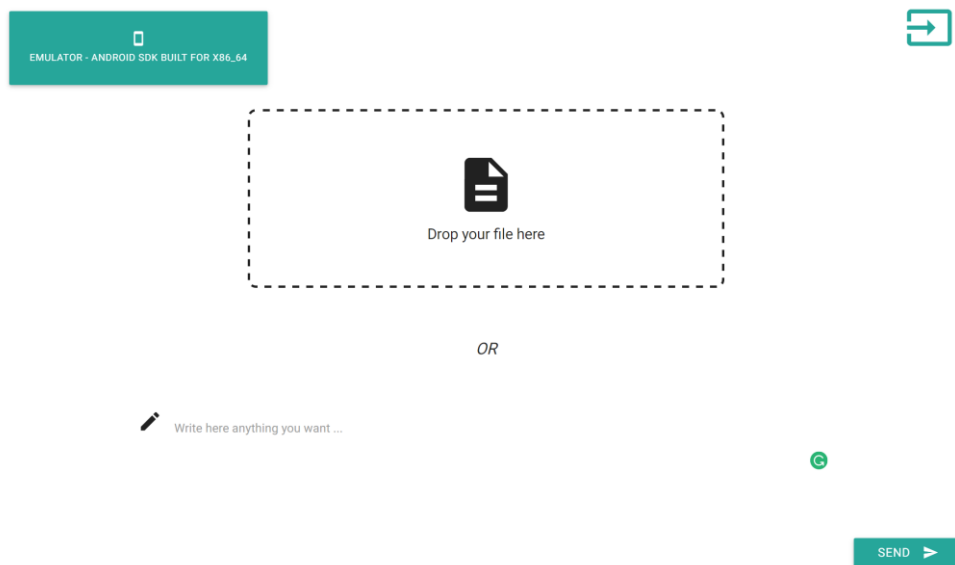 EMULATOR - ANDROID SDK BUILT FOR X86_64
Drop your file here
OR
Write here anything you want ...
SEND